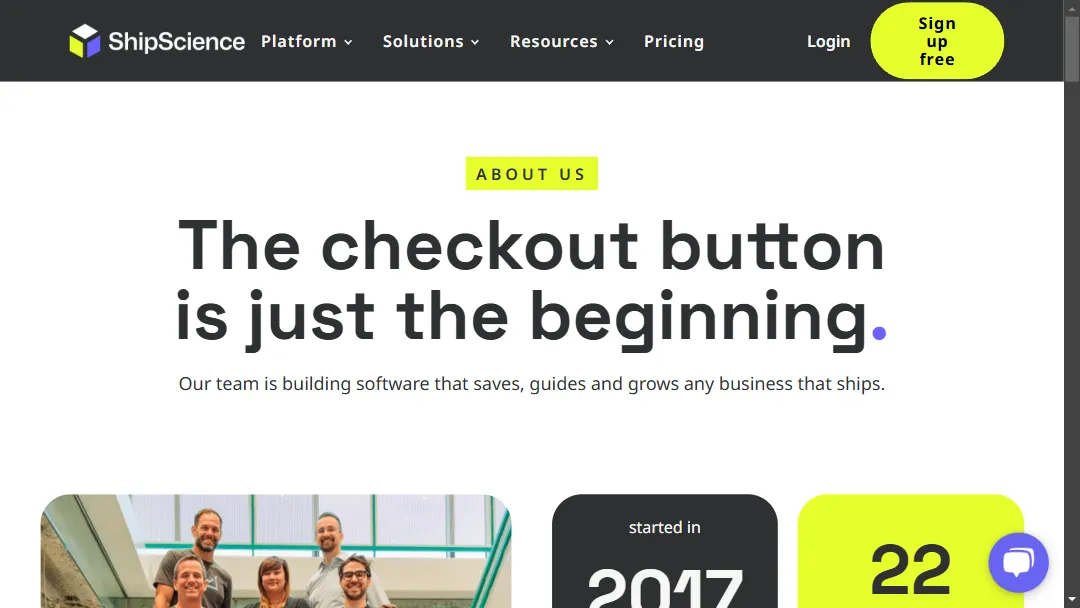 ShipScience
Platform
Solutions
Resources
Pricing
Login
Sign
up
free
ABOUT US
The checkout button
is just the beginning.
Our team is building software that saves, guides and grows any business that ships.
started in
2017
22